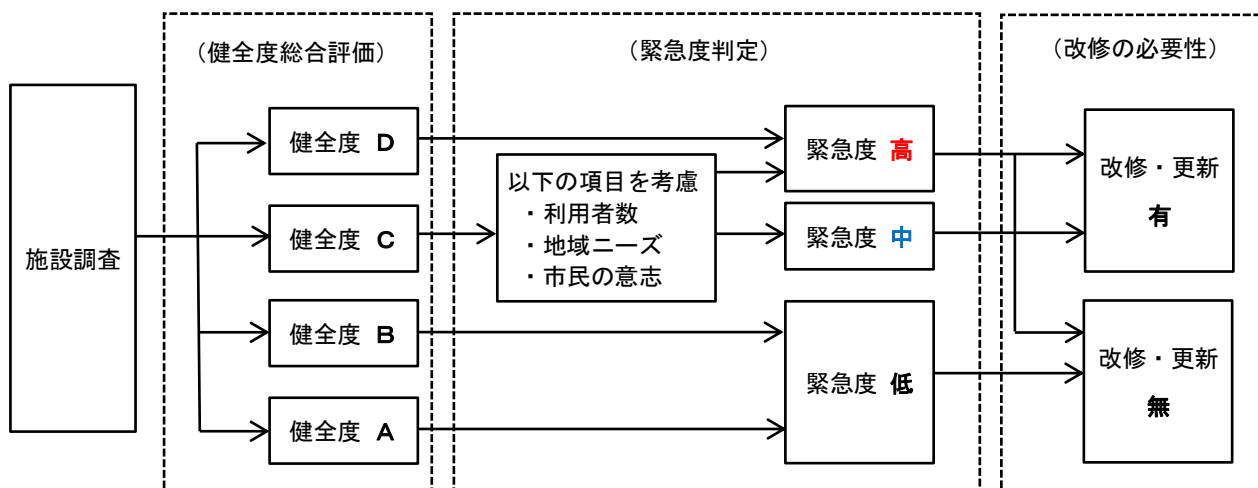 （健全度総合評価）
（緊急度判定）
（改修の必要性）
施設調査
健全度 D
健全度 C
健全度 B
健全度 A
以下の項目を考慮
・利用者数
・地域ニーズ
・市民の意志
緊急度 高
緊急度 中
緊急度 低
改修・更新
有
改修・更新
無